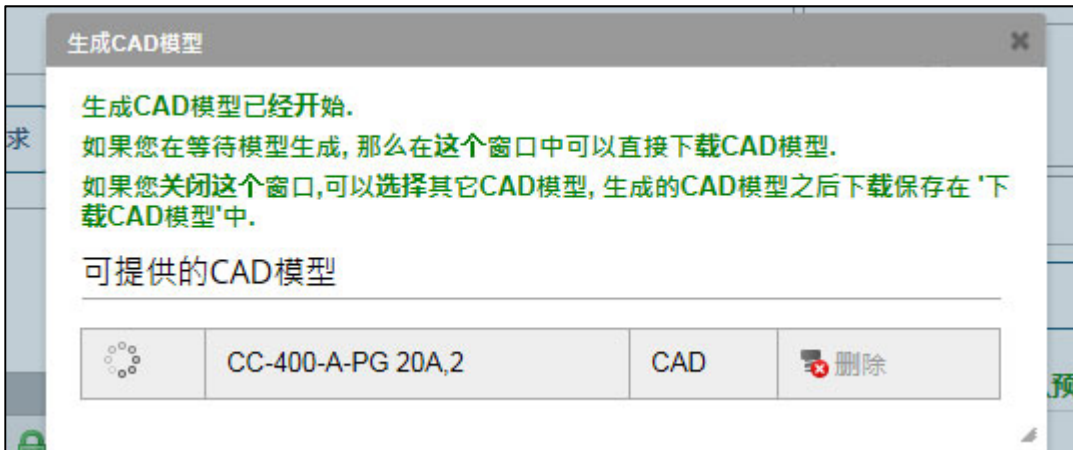 生成CAD模型
求
生成CAD模型已经开始.
如果您在等待模型生成, 那么在这个窗口中可以直接下载CAD模型.
如果您关闭这个窗口,可以选择其它CAD模型, 生成的CAD模型之后下载保存在 '下
载CAD模型'中.
可提供的CAD模型
CC-400-A-PG 20A,2 CAD 删除
预